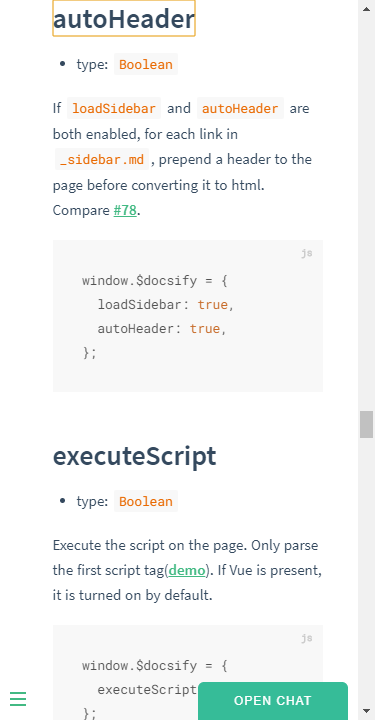 autoHeader
type: Boolean
If loadSidebar and autoHeader are
both enabled, for each link in
_sidebar.md, prepend a header to the
page before converting it to html.
Compare #78.
js
window.$docsify = {
  loadSidebar: true,
  autoHeader: true,
};
executeScript
type: Boolean
Execute the script on the page. Only parse
the first script tag(demo). If Vue is present,
it is turned on by default.
js
window.$docsify = {
  executeScript
};
OPEN CHAT